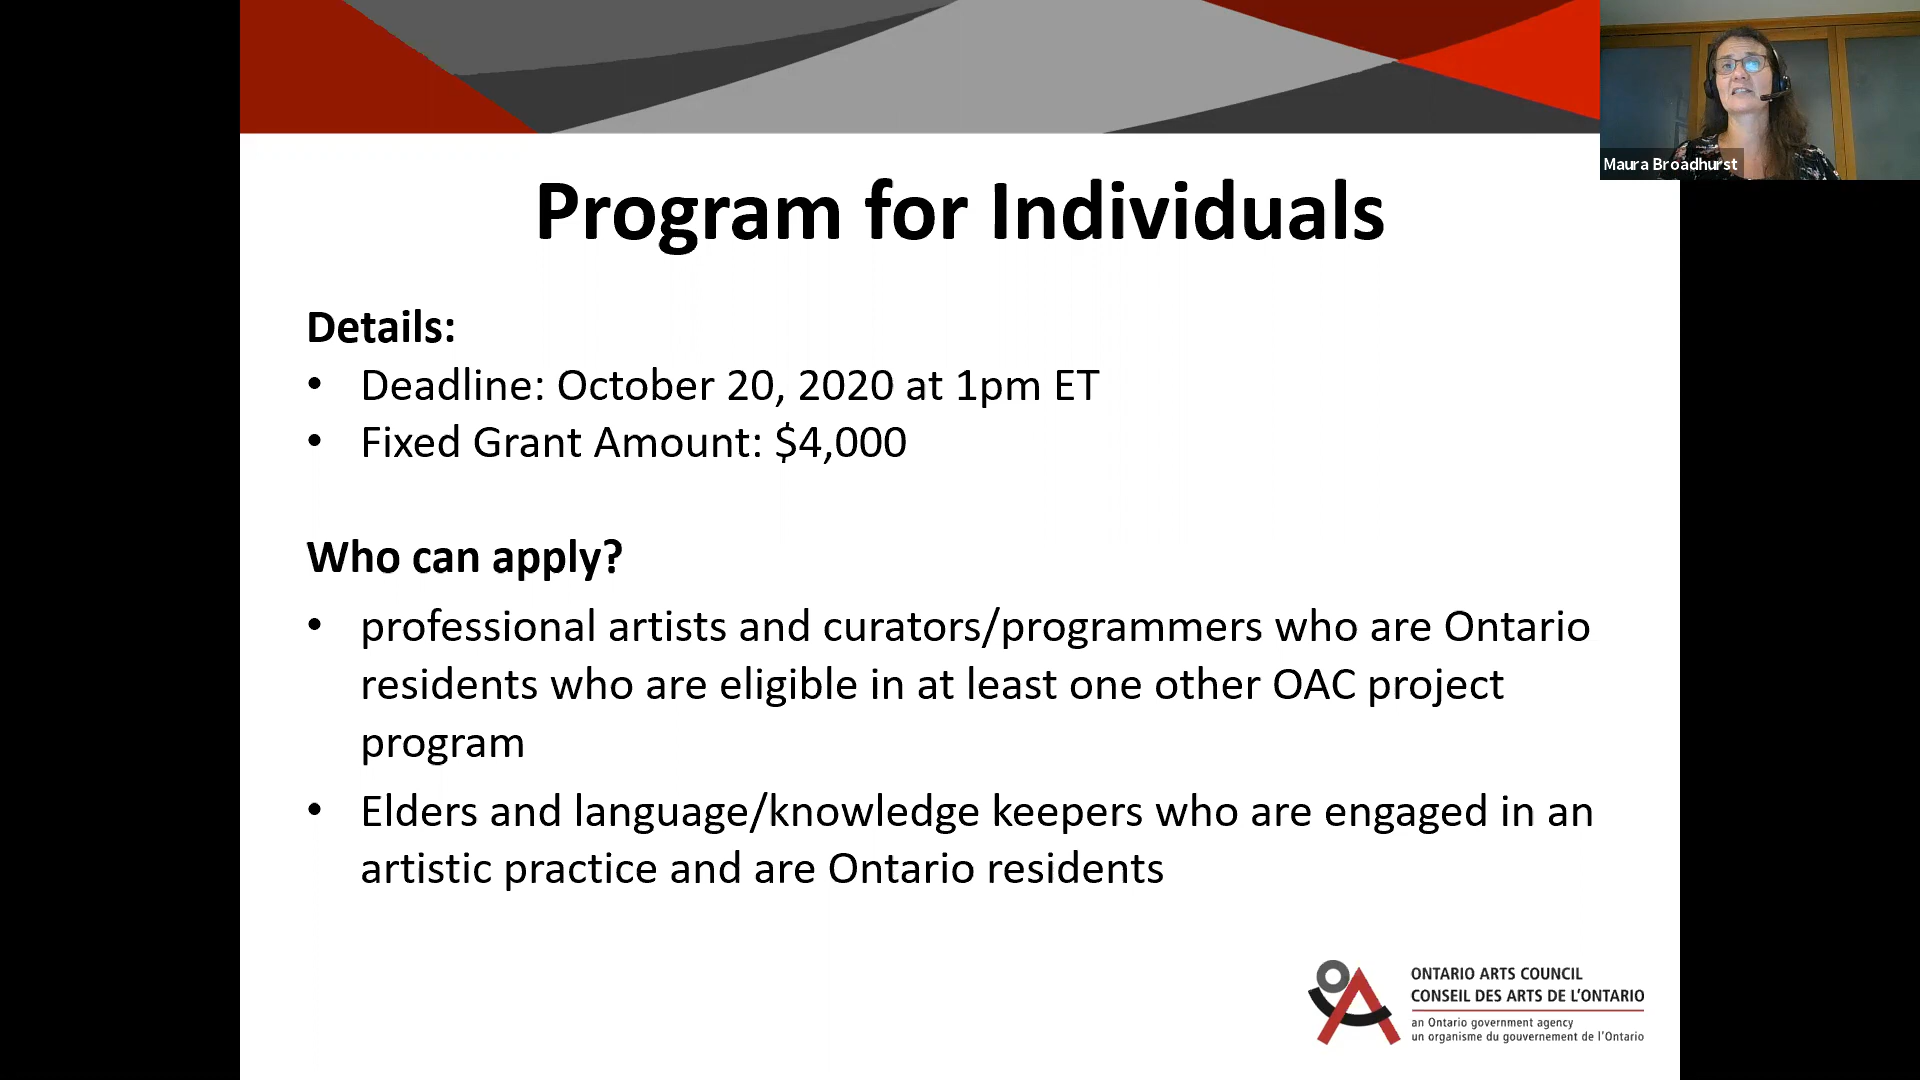 Maura Broadhurst
Program for Individuals
Details:
• Deadline: October 20, 2020 at 1pm ET
• Fixed Grant Amount: $4,000
Who can apply?
• professional artists and curators/programmers who are Ontario
residents who are eligible in at least one other OAC project
program
• Elders and language/knowledge keepers who are engaged in an
artistic practice and are Ontario residents
ONTARIO ARTS COUNCIL
CONSEIL DES ARTS DE L’ONTARIO
an Ontario government agency
un organisme du gouvernement de l’Ontario